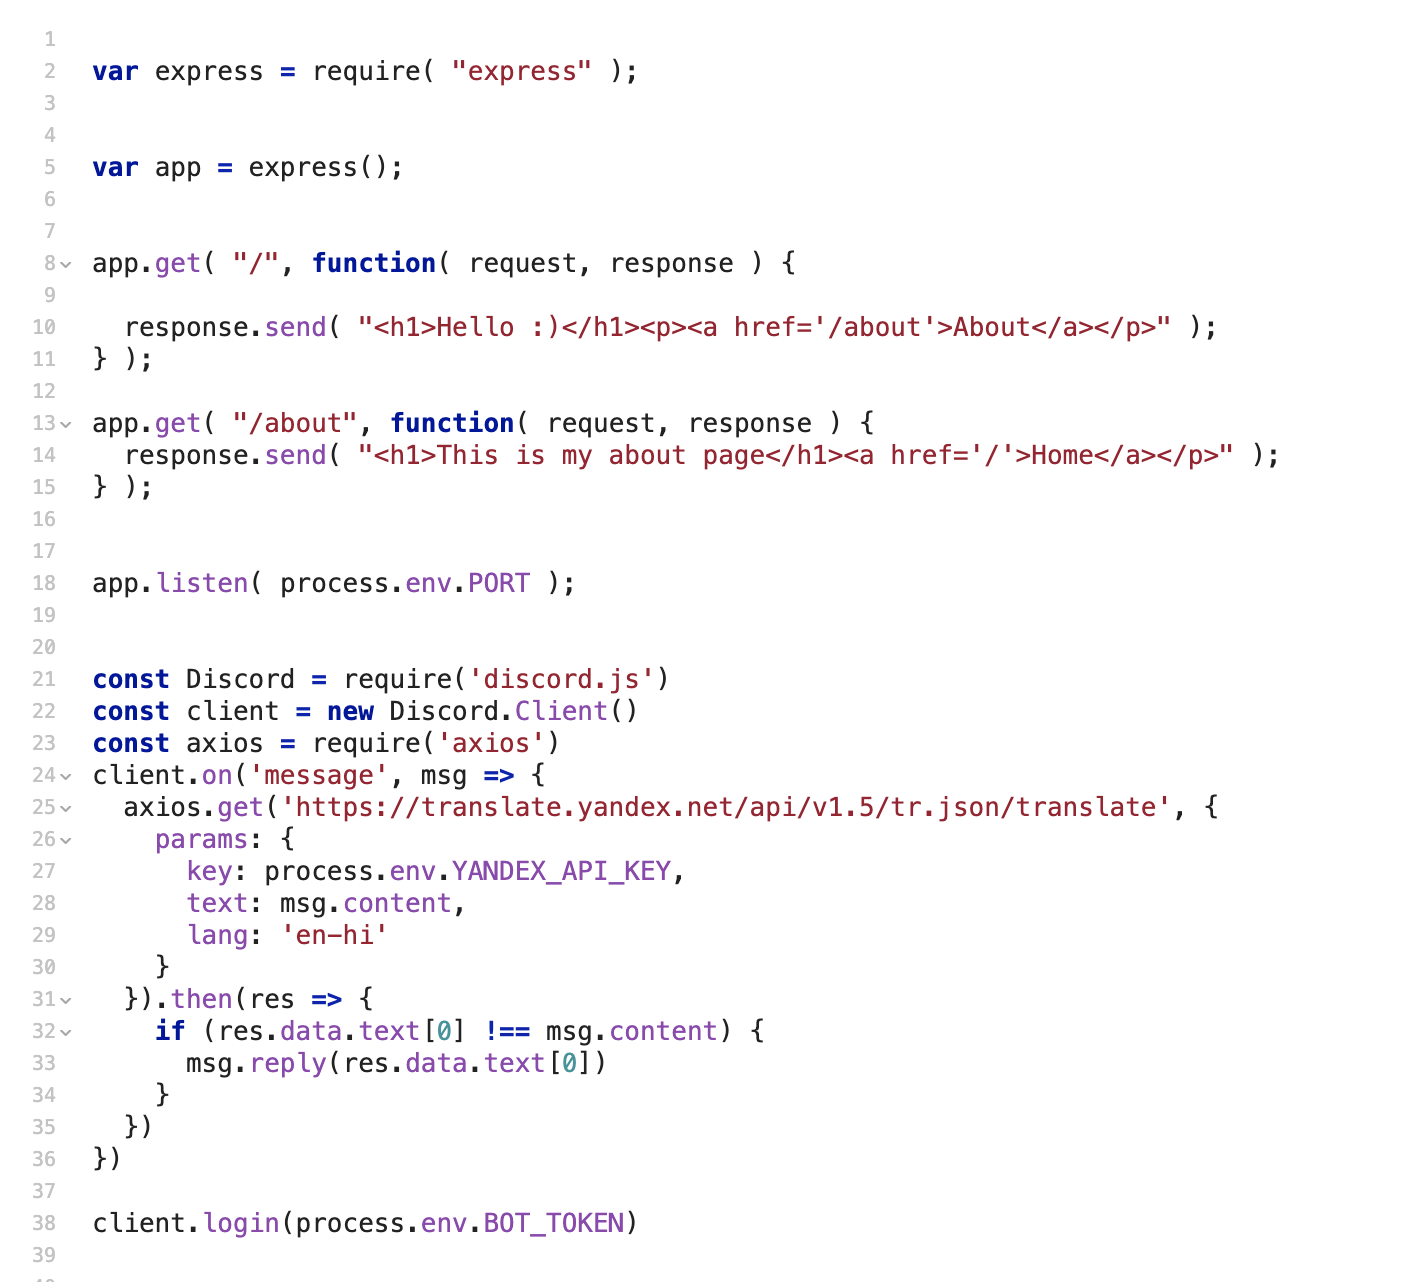 1
2 var express = require( "express" );
3
4
5 var app = express();
6
7
8 app.get( "/", function( request, response ) {
9
10   response.send( "<h1>Hello :)</h1><p><a href='/about'>About</a></p>" );
11 } );
12
13 app.get( "/about", function( request, response ) {
14   response.send( "<h1>This is my about page</h1><a href='/'>Home</a></p>" );
15 } );
16
17
18 app.listen( process.env.PORT );
19
20
21 const Discord = require('discord.js')
22 const client = new Discord.Client()
23 const axios = require('axios')
24 client.on('message', msg => {
25   axios.get('https://translate.yandex.net/api/v1.5/tr.json/translate', {
26     params: {
27       key: process.env.YANDEX_API_KEY,
28       text: msg.content,
29       lang: 'en-hi'
30     }
31   }).then(res => {
32     if (res.data.text[0] !== msg.content) {
33       msg.reply(res.data.text[0])
34     }
35   })
36 })
37
38 client.login(process.env.BOT_TOKEN)
39